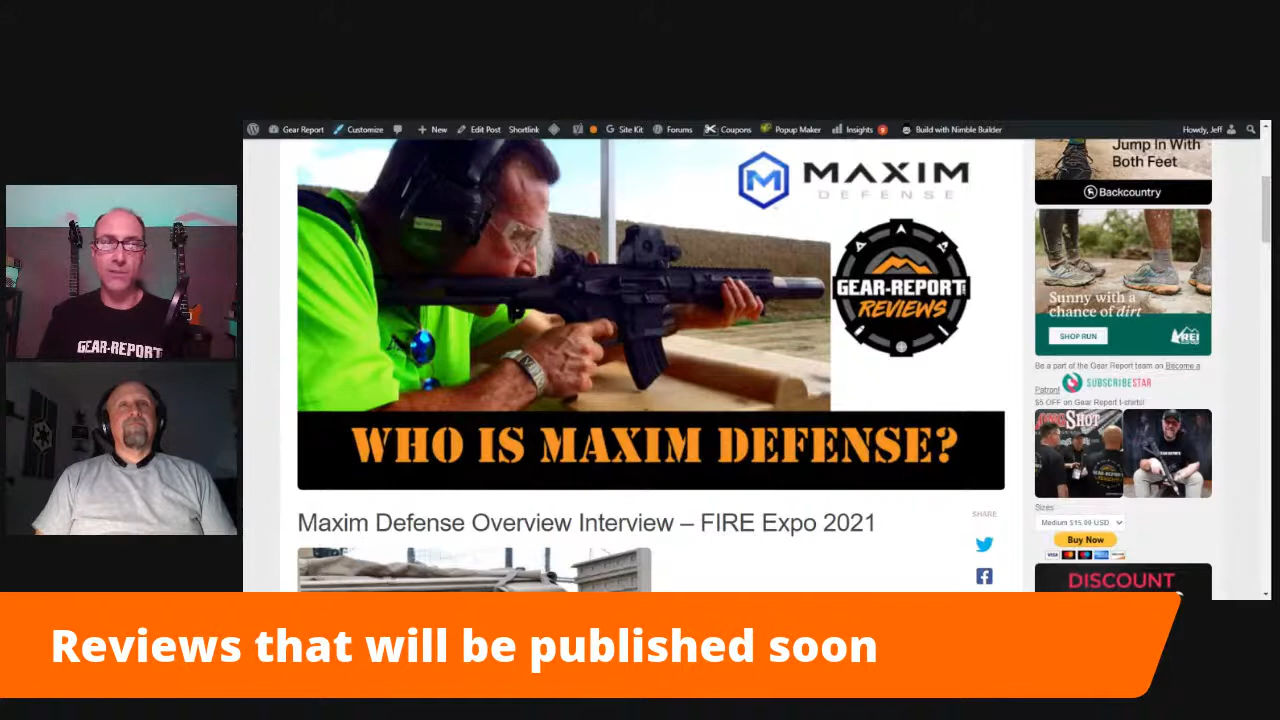 Gear Report
Customize
New
Edit Post
Shortlink
Site Kit
Forums
Coupons
Popup Maker
Insights
Build with Nimble Builder
Howdy, Jeff
MAXIM
DEFENSE
GEAR-REPORT
REVIEWS
WHO IS MAXIM DEFENSE?
Maxim Defense Overview Interview – FIRE Expo 2021
SHARE
Jump In With
Both Feet
Backcountry
Sunny with a
chance of dirt
SHOP RUN
REI
Be a part of the Gear Report team on Become a
Patron!
SUBSCRIBESTAR
$5 OFF on Gear Report t-shirts!
Sizes
Medium $15.99 USD
Buy Now
VISA
DISCOUNT
GEAR-REPORT
Reviews that will be published soon